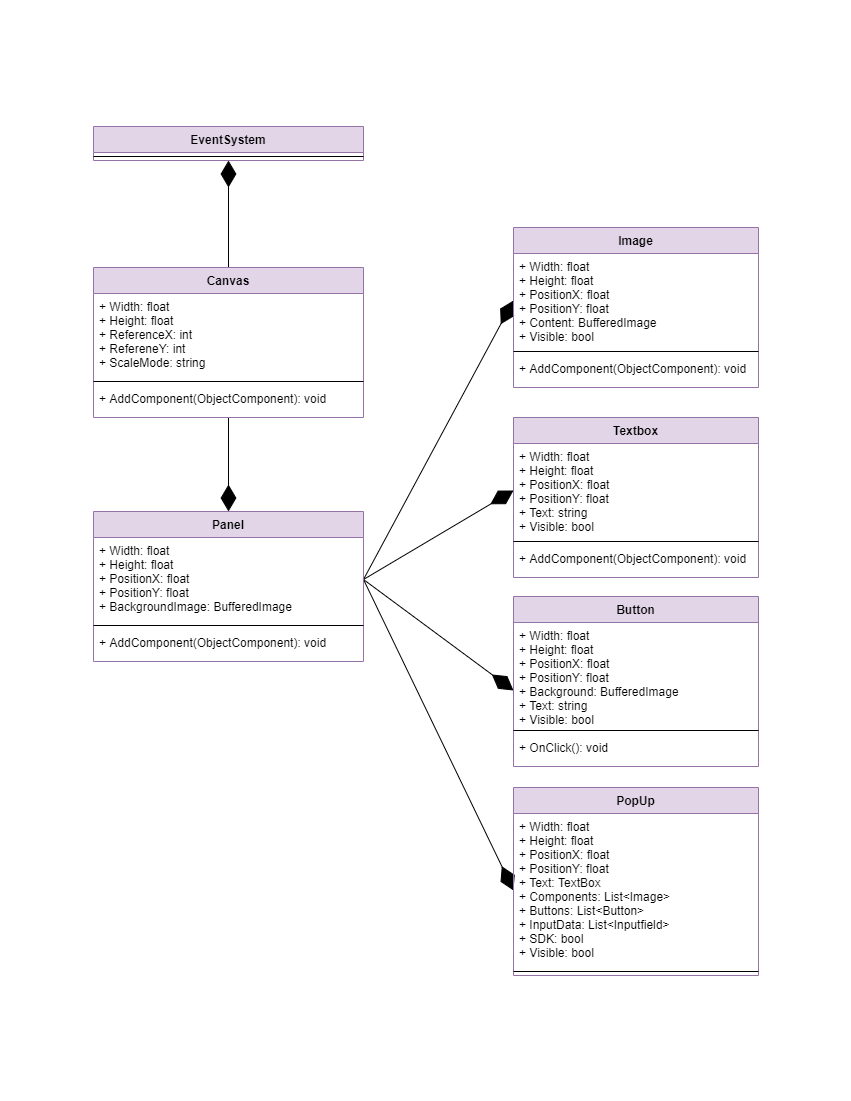 EventSystem
Canvas
+ Width: float
+ Height: float
+ ReferenceX: int
+ RefereneY: int
+ ScaleMode: string
+ AddComponent(ObjectComponent): void
Panel
+ Width: float
+ Height: float
+ PositionX: float
+ PositionY: float
+ BackgroundImage: BufferedImage
+ AddComponent(ObjectComponent): void
Image
+ Width: float
+ Height: float
+ PositionX: float
+ PositionY: float
+ Content: BufferedImage
+ Visible: bool
+ AddComponent(ObjectComponent): void
Textbox
+ Width: float
+ Height: float
+ PositionX: float
+ PositionY: float
+ Text: string
+ Visible: bool
+ AddComponent(ObjectComponent): void
Button
+ Width: float
+ Height: float
+ PositionX: float
+ PositionY: float
+ Background: BufferedImage
+ Text: string
+ Visible: bool
+ OnClick(): void
PopUp
+ Width: float
+ Height: float
+ PositionX: float
+ PositionY: float
+ Text: TextBox
+ Components: List<Image>
+ Buttons: List<Button>
+ InputData: List<Inputfield>
+ SDK: bool
+ Visible: bool